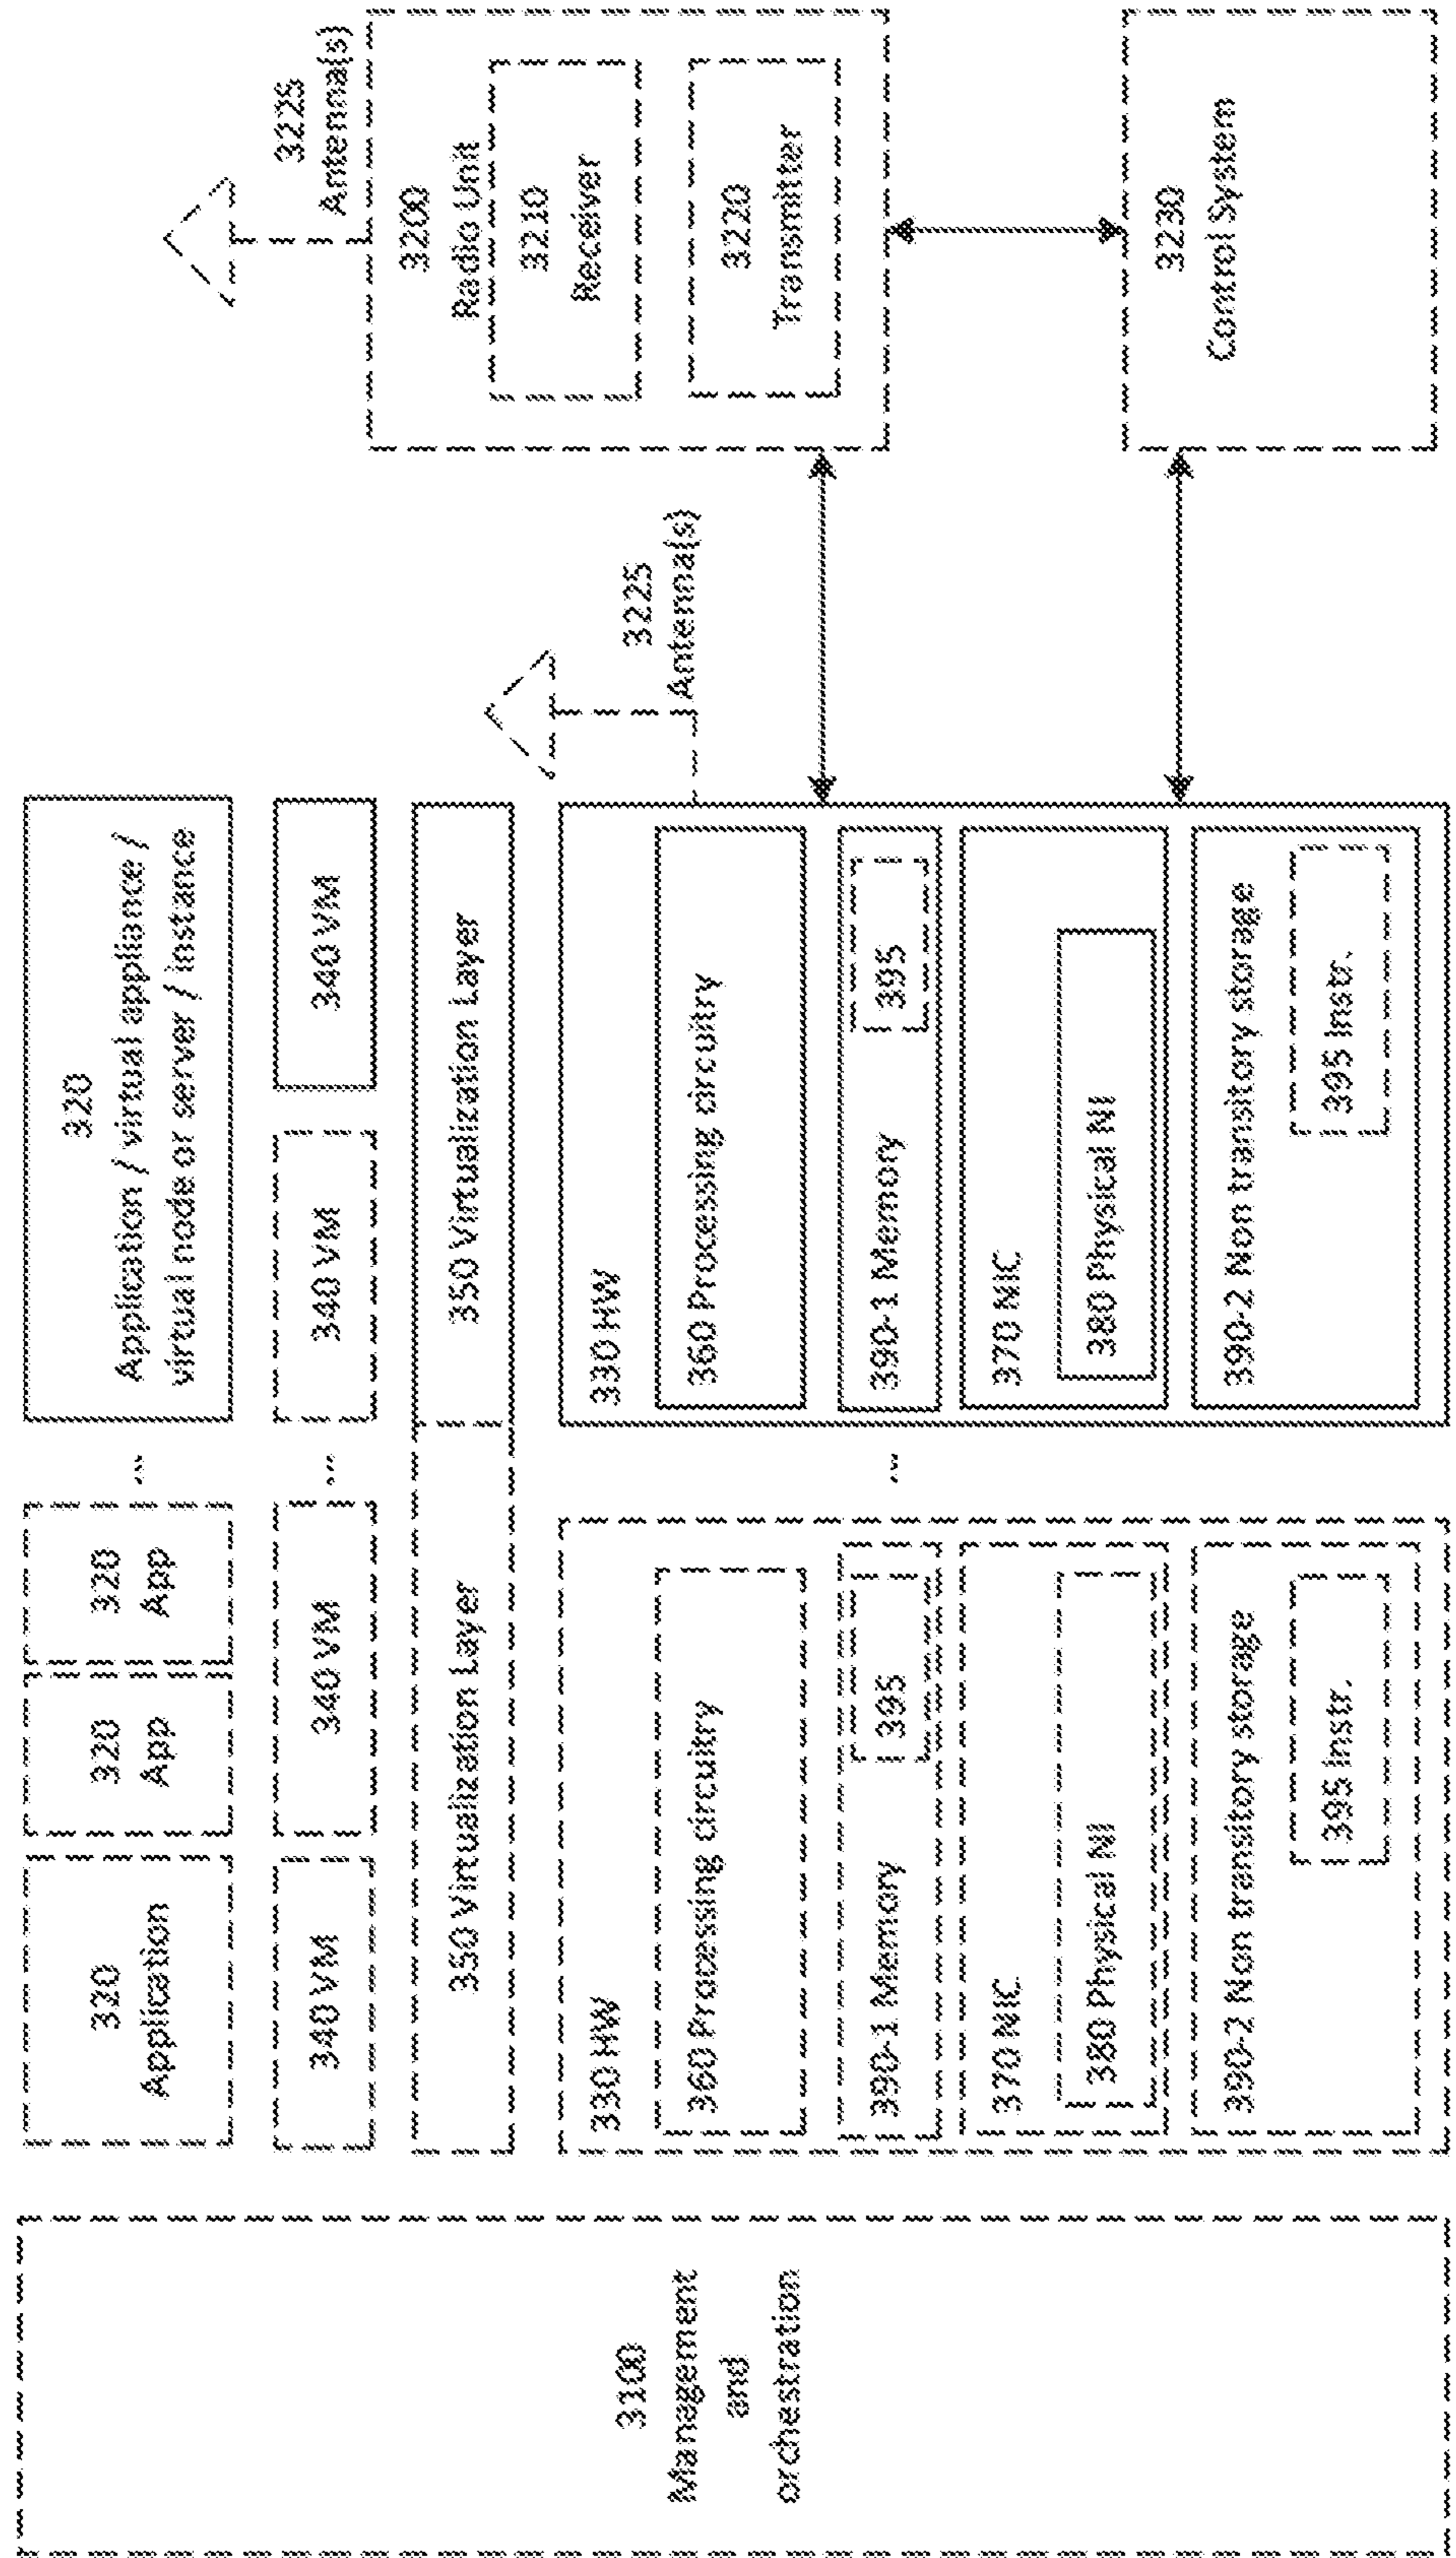 3100
Management
and
orchestration
320
Application
320
App
320
App
...
320
Application / virtual appliance /
virtual node or server / instance
340 VM
340 VM
...
340 VM
340 VM
350 Virtualization Layer
350 Virtualization Layer
330 HW
360 Processing circuitry
390-1 Memory
395
370 NIC
380 Physical NI
390-2 Non transitory storage
395 Instr.
...
330 HW
360 Processing circuitry
390-1 Memory
395
370 NIC
380 Physical NI
390-2 Non transitory storage
395 Instr.
3225
Antenna(s)
3225
Antenna(s)
3200
Radio Unit
3210
Receiver
3220
Transmitter
3230
Control System